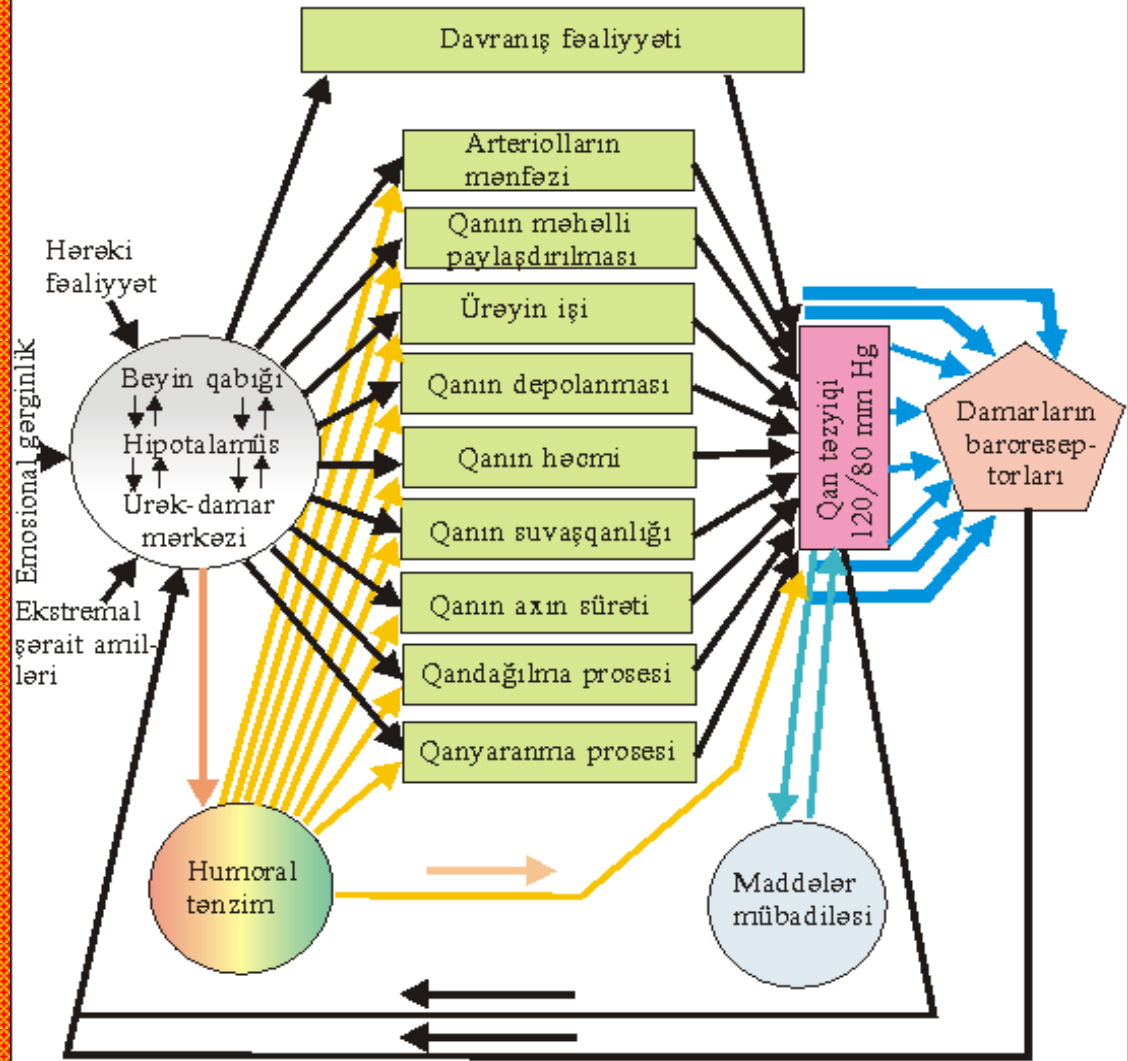 Davranış fəaliyyəti
Arteriolların
mənfəzi
Qanın məhəlli
paylaşdırılması
Ürəyin işi
Qanın depolanması
Qanın həcmi
Qanın suvaşqanlığı
Qanın axın sürəti
Qandağılma prosesi
Qanyaranma prosesi
Hərəki
fəaliyyət
Emosional gərginlik
Ekstremal
şərait amil-
ləri
Beyin qabığı
Hipotalamüs
Ürək-damar
mərkəzi
Humoral
tənzim
Qan təzyiqi
120/80 mm Hg
Damarların
baroresep-
torları
Maddələr
mübadiləsi